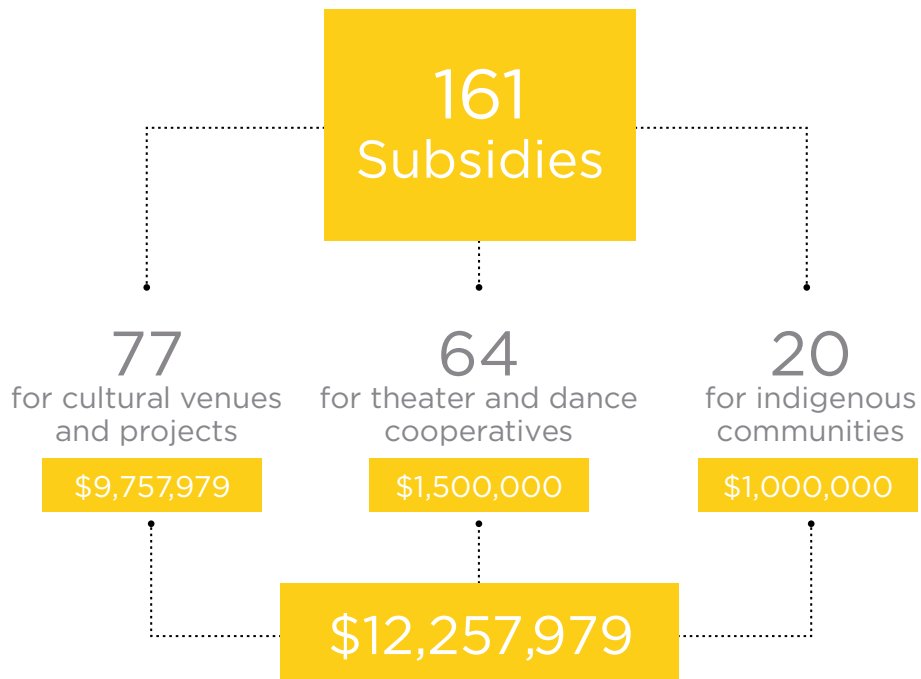 161
Subsidies
77
for cultural venues
and projects
$9,757,979
64
for theater and dance
cooperatives
$1,500,000
20
for indigenous
communities
$1,000,000
$12,257,979